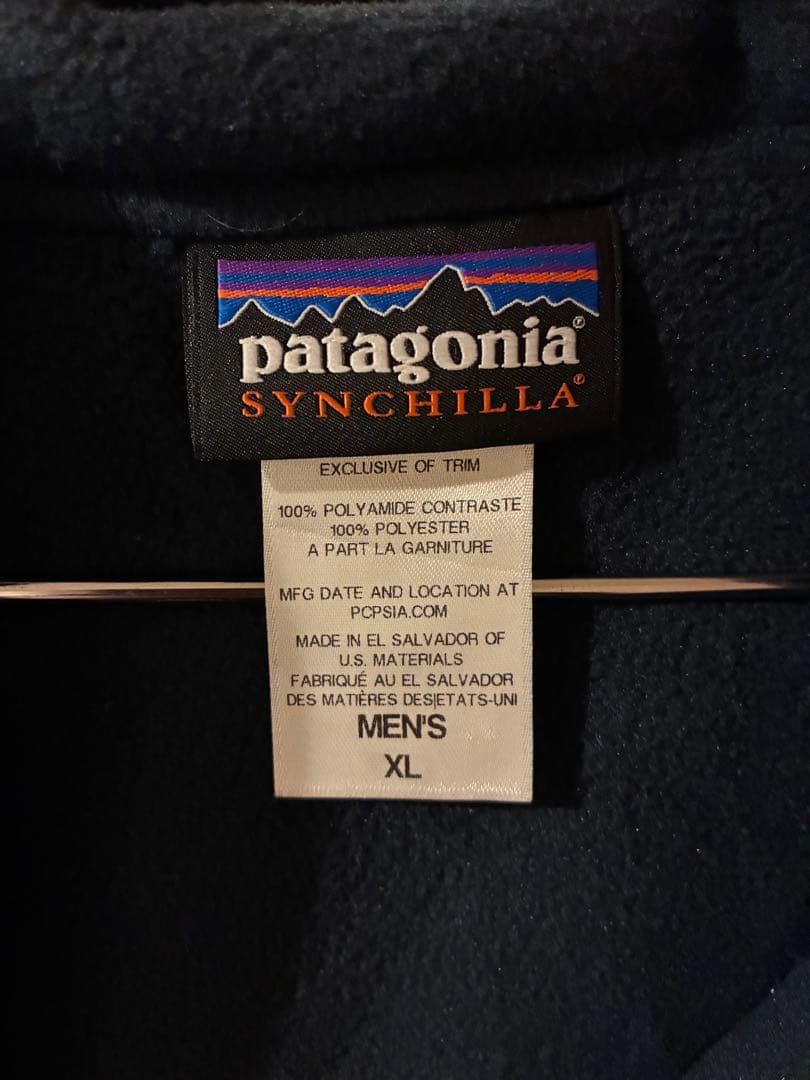 patagonia®
SYNCHILLA®
EXCLUSIVE OF TRIM
100% POLYAMIDE CONTRASTE
100% POLYESTER
A PART LA GARNITURE
MFG DATE AND LOCATION AT
PCPSIA.COM
MADE IN EL SALVADOR OF
U.S. MATERIALS
FABRIQUÉ AU EL SALVADOR
DES MATIÈRES DES|ETATS-UNI
MEN'S
XL